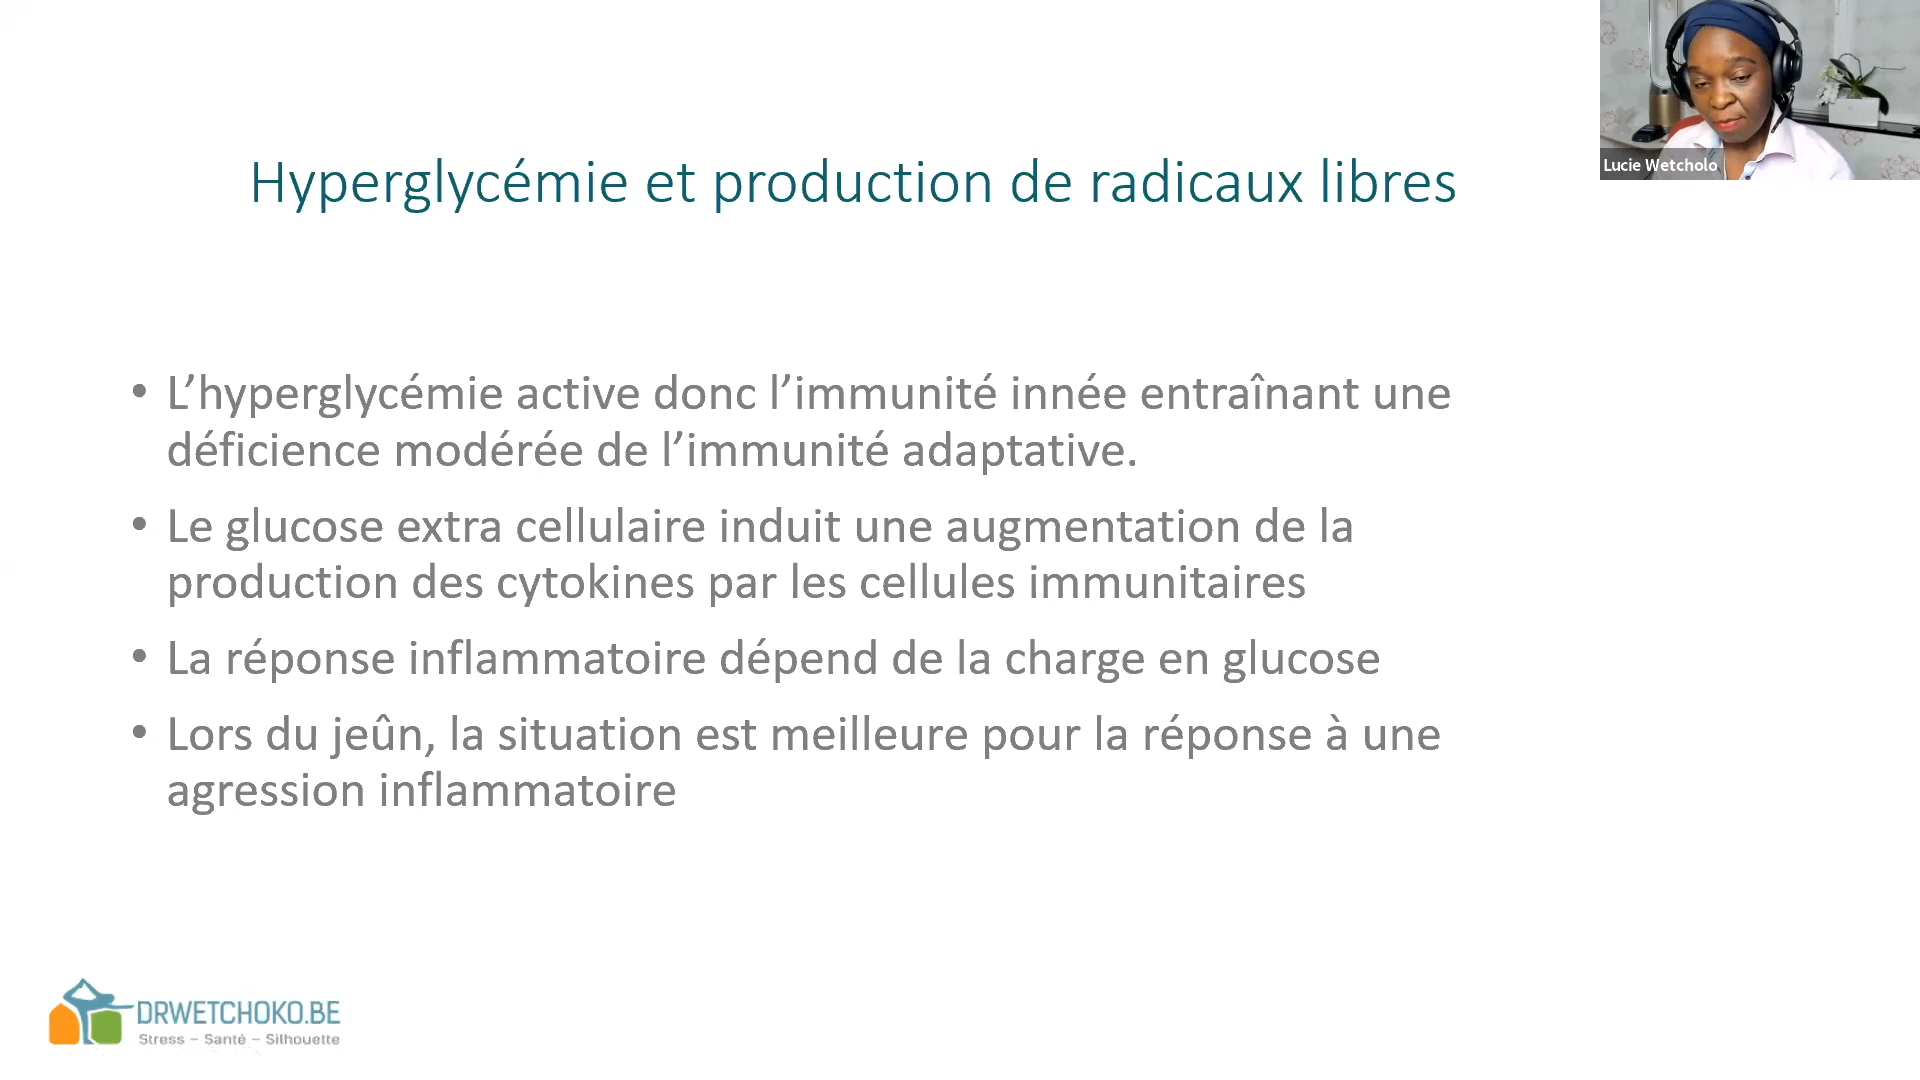 Lucie Wetcholo
Hyperglycémie et production de radicaux libres
• L’hyperglycémie active donc l’immunité innée entraînant une
déficience modérée de l’immunité adaptative.
• Le glucose extra cellulaire induit une augmentation de la
production des cytokines par les cellules immunitaires
• La réponse inflammatoire dépend de la charge en glucose
• Lors du jeûn, la situation est meilleure pour la réponse à une
agression inflammatoire
DRWETCHOKO.BE
Stress – Santé – Silhouette